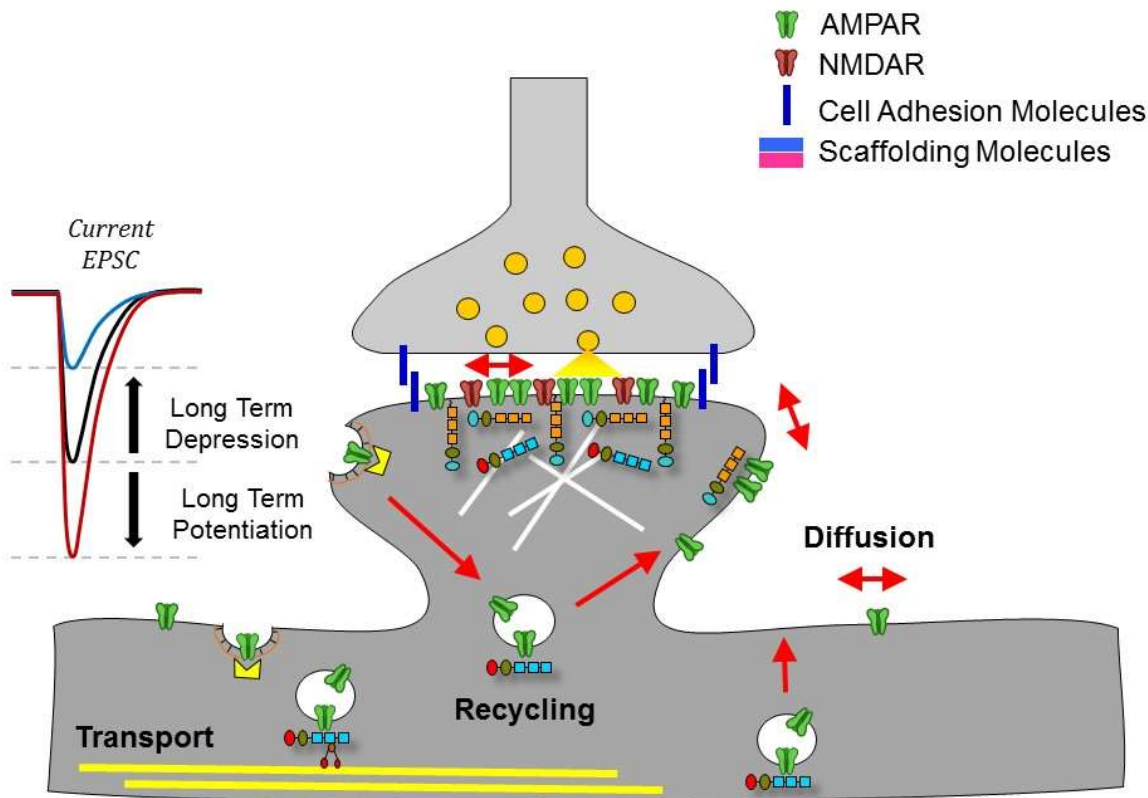 AMPAR
NMDAR
Cell Adhesion Molecules
Scaffolding Molecules
Current
EPSC
Long Term
Depression
Long Term
Potentiation
Diffusion
Recycling
Transport